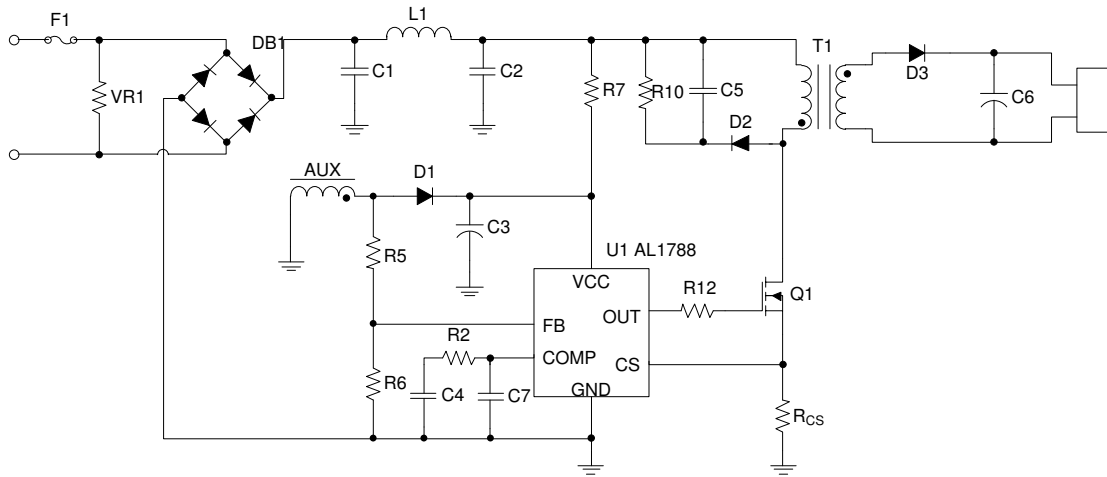 F1
L1
T1
DB1
C1
C2
R7
R10
C5
D3
C6
VR1
D2
AUX
D1
C3
U1 AL1788
R5
VCC
R12
Q1
OUT
FB
R2
COMP
CS
R6
C4
C7
GND
RCS